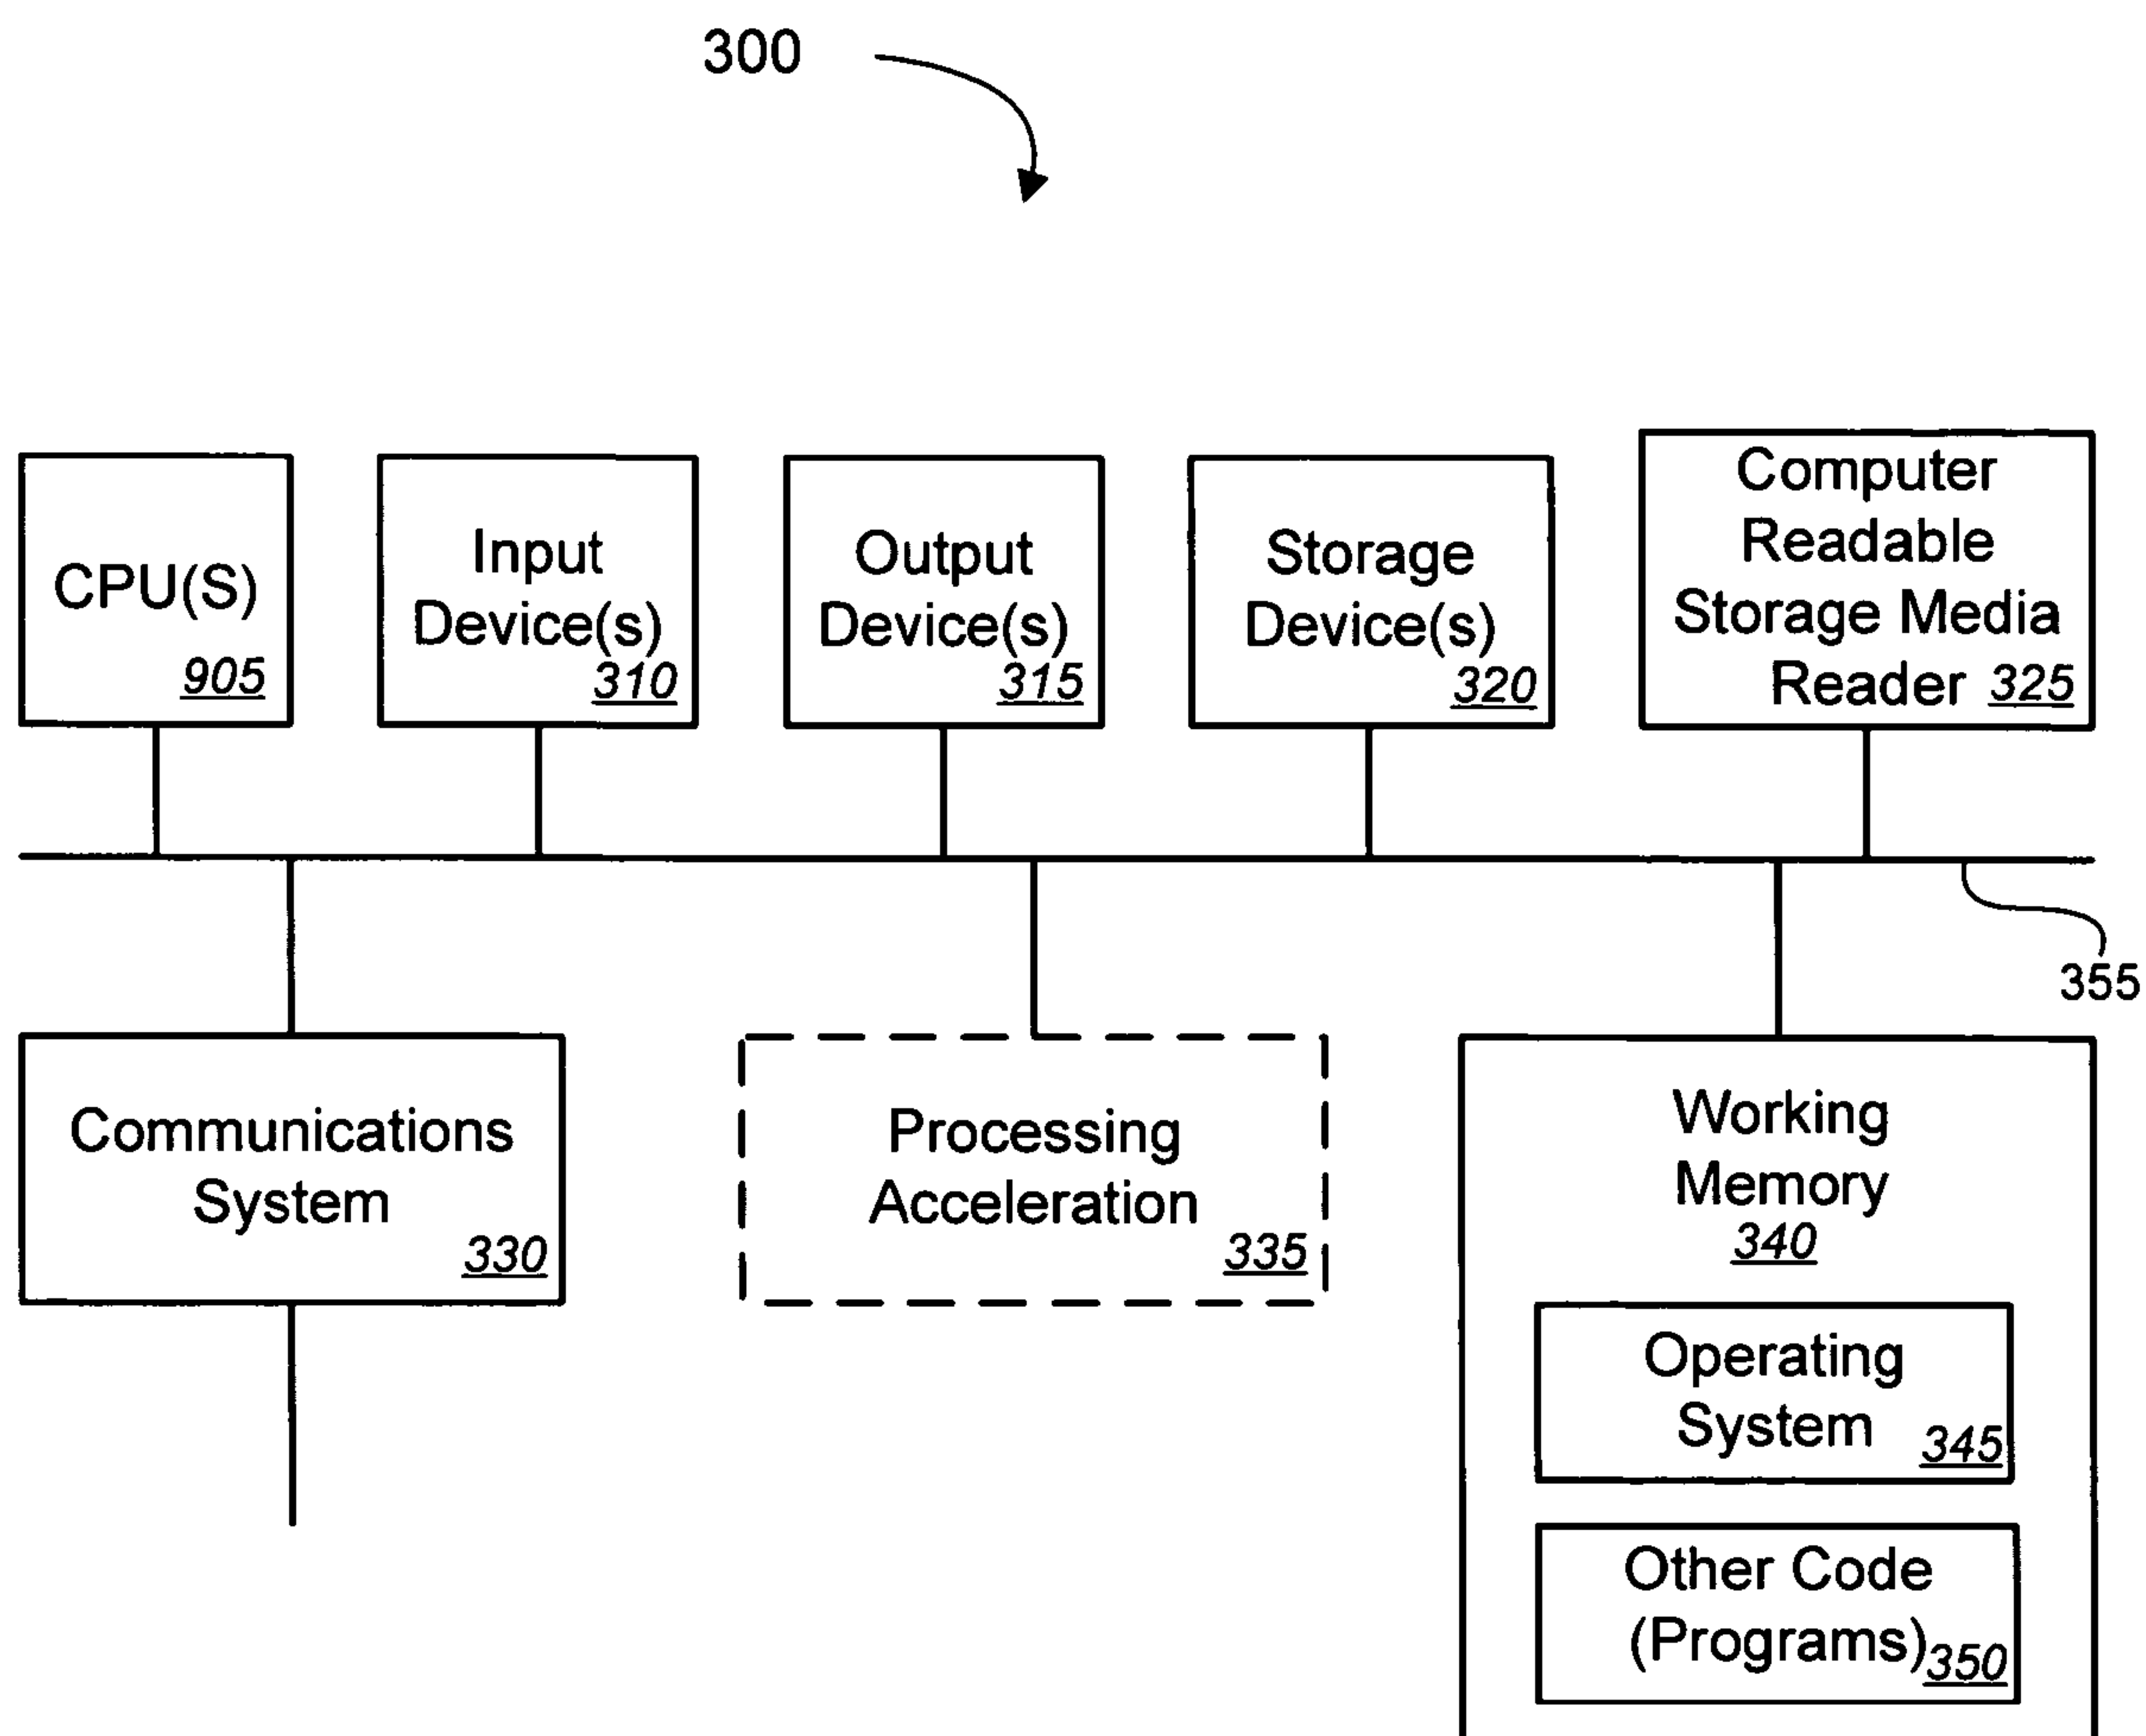 300
CPU(S)
905
Input
Device(s)
310
Output
Device(s)
315
Storage
Device(s)
320
Computer
Readable
Storage Media
Reader 325
355
Communications
System
330
Processing
Acceleration
335
Working
Memory
340
Operating
System
345
Other Code
(Programs)
350